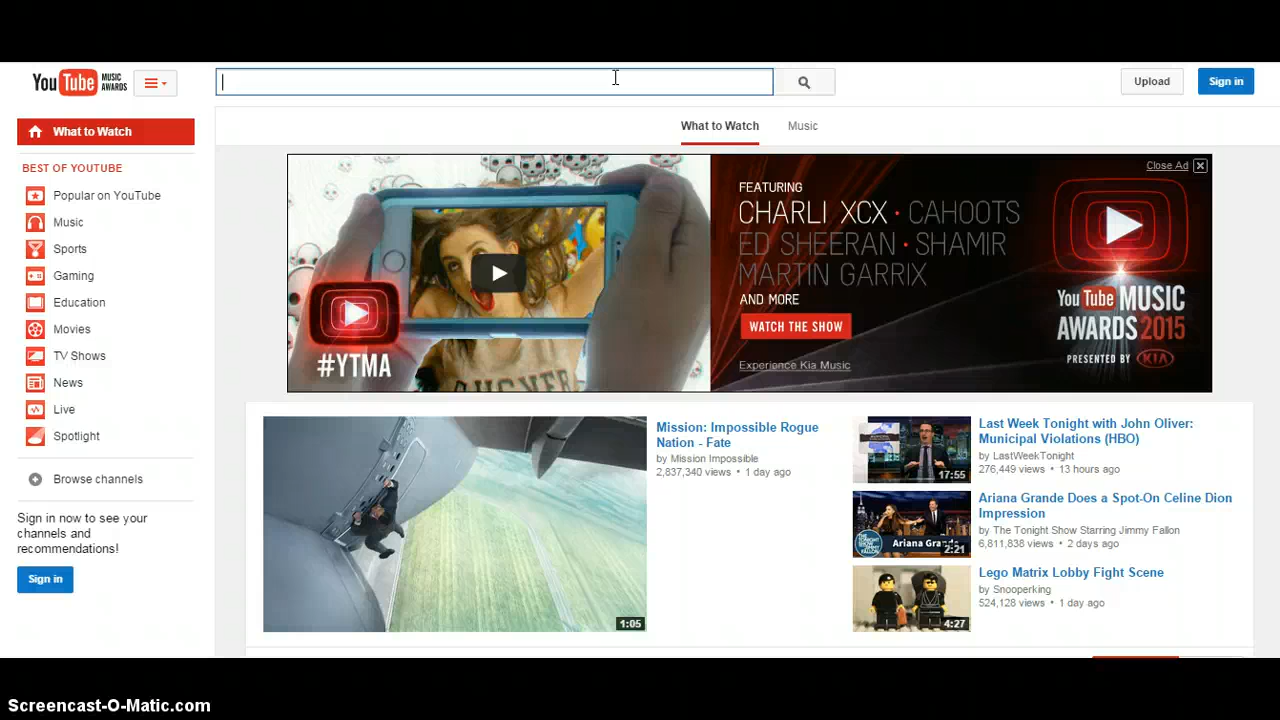 You Tube MUSIC AWARDS
Upload
Sign in
What to Watch
BEST OF YOUTUBE
Popular on YouTube
Music
Sports
Gaming
Education
Movies
TV Shows
News
Live
Spotlight
Browse channels
Sign in now to see your
channels and
recommendations!
Sign in
What to Watch
Music
Close Ad
#YTMA
FEATURING
CHARLI XCX • CAHOOTS
ED SHEERAN • SHAMIR
MARTIN GARRIX
AND MORE
WATCH THE SHOW
Experience Kia Music
You Tube MUSIC
AWARDS 2015
PRESENTED BY KIA
1:05
Mission: Impossible Rogue
Nation - Fate
by Mission Impossible
2,837,340 views • 1 day ago
17:55
Last Week Tonight with John Oliver:
Municipal Violations (HBO)
by LastWeekTonight
276,449 views • 13 hours ago
Ariana Gran
2:21
Ariana Grande Does a Spot-On Celine Dion
Impression
by The Tonight Show Starring Jimmy Fallon
6,811,838 views • 2 days ago
4:27
Lego Matrix Lobby Fight Scene
by Snooperking
524,128 views • 1 day ago
Screencast-O-Matic.com